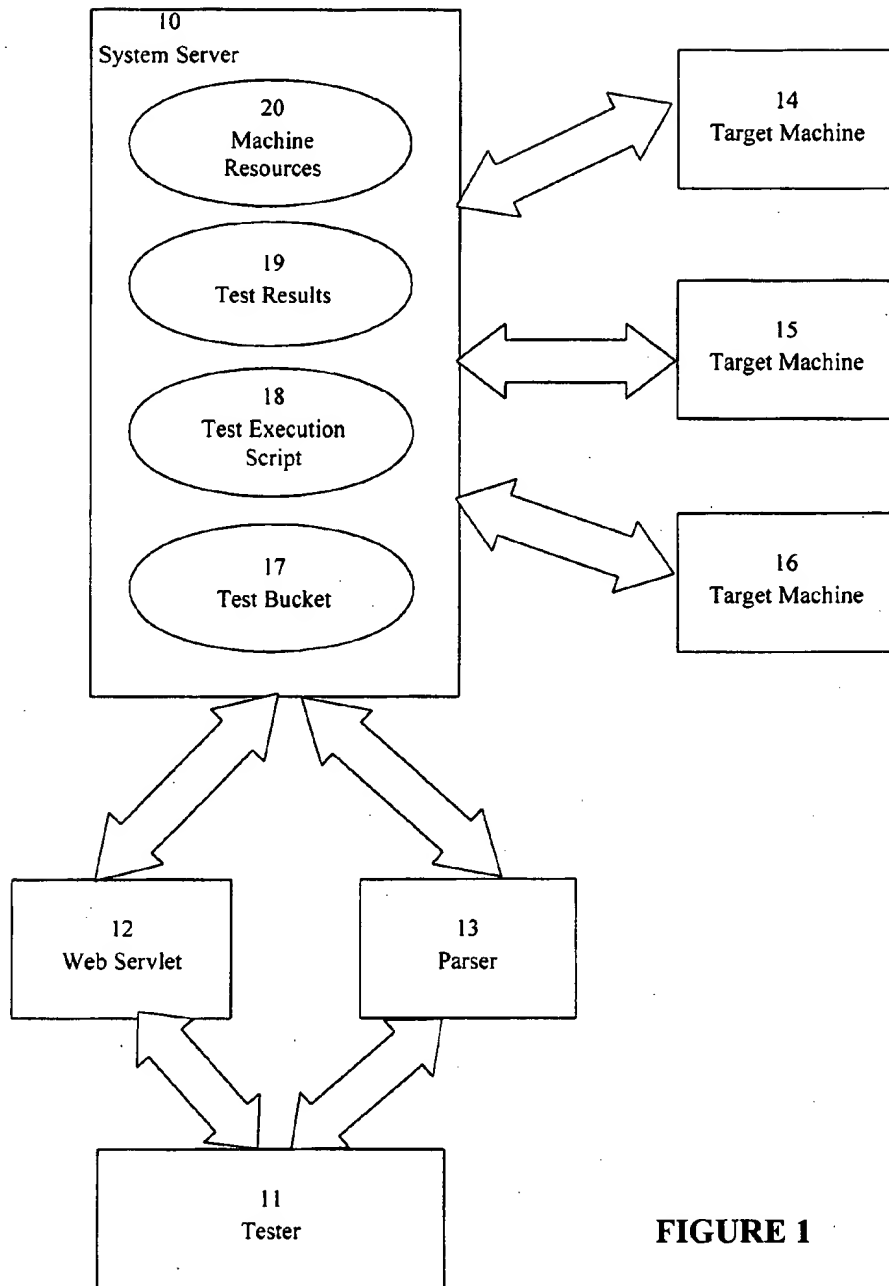 10
System Server
20
Machine
Resources
19
Test Results
18
Test Execution
Script
17
Test Bucket
14
Target Machine
15
Target Machine
16
Target Machine
12
Web Servlet
13
Parser
11
Tester
FIGURE 1